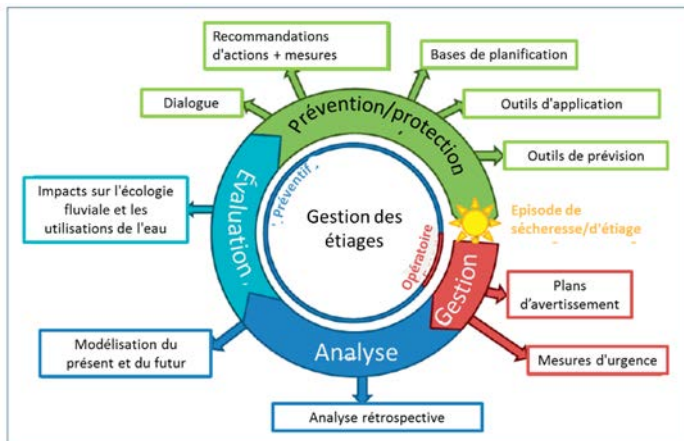 Recommandations
d'actions + mesures
Bases de planification
Dialogue
Outils d'application
Prévention/protection
Outils de prévision
Impacts sur l'écologie
fluviale et les
utilisations de l'eau
Évaluation
Préventif
Gestion des
étiages
Opératoire
Episode de
sécheresse/d'étiage
Gestion
Plans
d'avertissement
Modélisation du
présent et du futur
Analyse
Mesures d'urgence
Analyse rétrospective